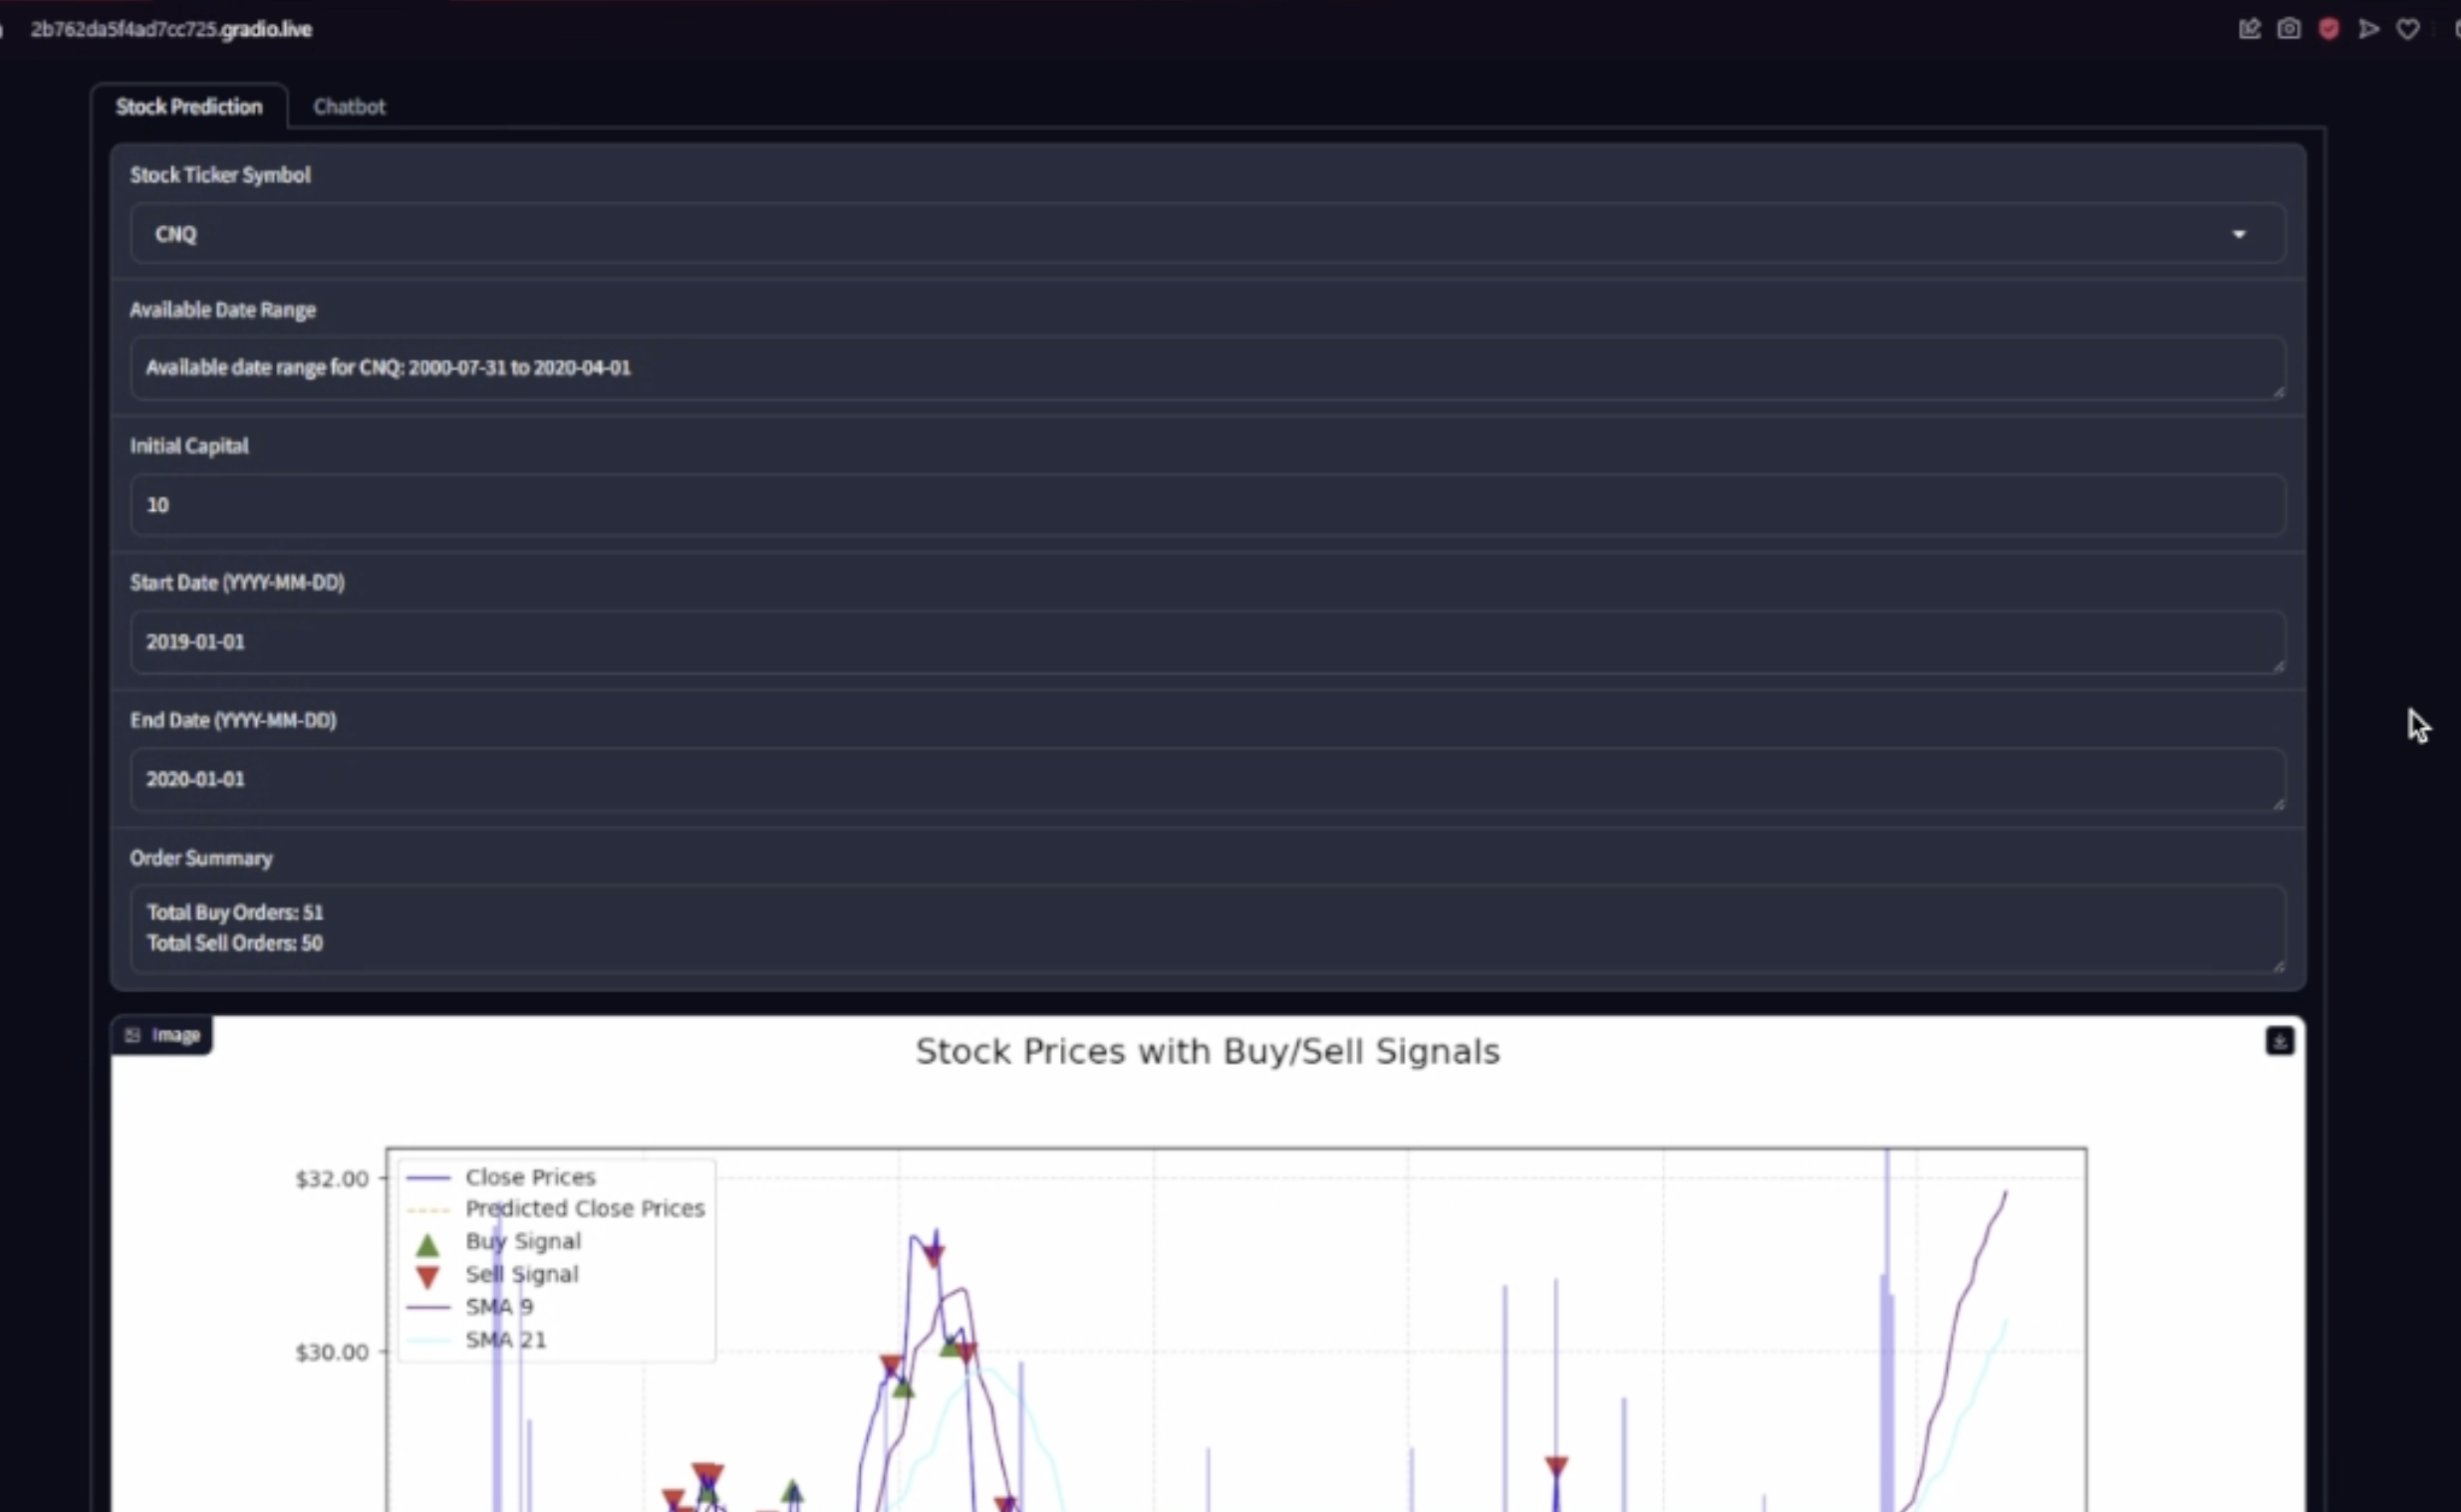 2b762da5f4ad7cc725.gradio.live
Stock Prediction
Chatbot
Stock Ticker Symbol
CNQ
Available Date Range
Available date range for CNQ: 2000-07-31 to 2020-04-01
Initial Capital
10
Start Date (YYYY-MM-DD)
2019-01-01
End Date (YYYY-MM-DD)
2020-01-01
Order Summary
Total Buy Orders: 51
Total Sell Orders: 50
Image
Stock Prices with Buy/Sell Signals
$32.00
$30.00
Close Prices
Predicted Close Prices
Buy Signal
Sell Signal
SMA 9
SMA 21